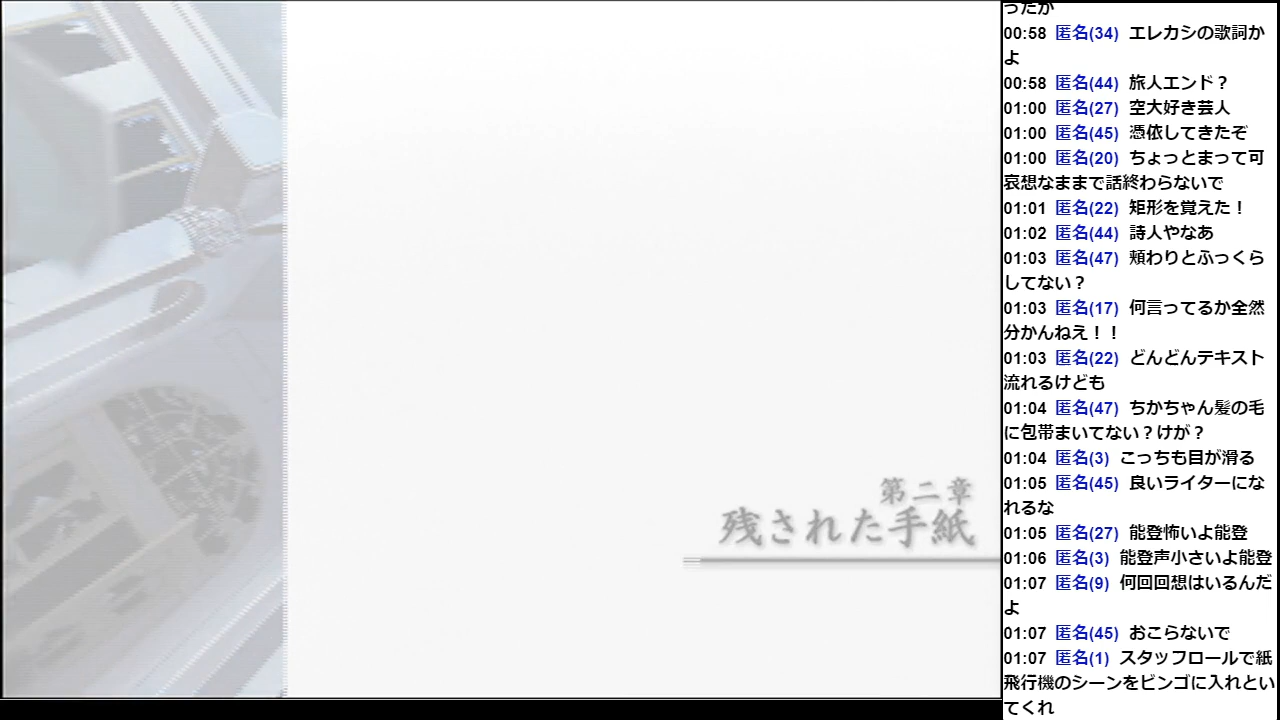 二章
された手紙
ったか
00:58 匿名(34) エレカシの歌詞か
よ
00:58 匿名(44) 旅人エンド？
01:00 匿名(27) 空大好き芸人
01:00 匿名(45) 憑依してきたぞ
01:00 匿名(20) ちょっとまって可
哀想なままで話終わらないで
01:01 匿名(22) 矩形を覚えた！
01:02 匿名(44) 詩人やなあ
01:03 匿名(47) 頬わりとふっくら
してない？
01:03 匿名(17) 何言ってるか全然
分かんねえ！！
01:03 匿名(22) どんどんテキスト
流れるけども
01:04 匿名(47) ちかちゃん髪の毛
に包帯まいてない？けが？
01:04 匿名(3) こっちも目が滑る
01:05 匿名(45) 良いライターにな
れるな
01:05 匿名(27) 能登怖いよ能登
01:06 匿名(3) 能登声小さいよ能登
01:07 匿名(9) 何回回想はいるんだ
よ
01:07 匿名(45) おこらないで
01:07 匿名(1) スタッフロールで紙
飛行機のシーンをビンゴに入れとい
てくれ